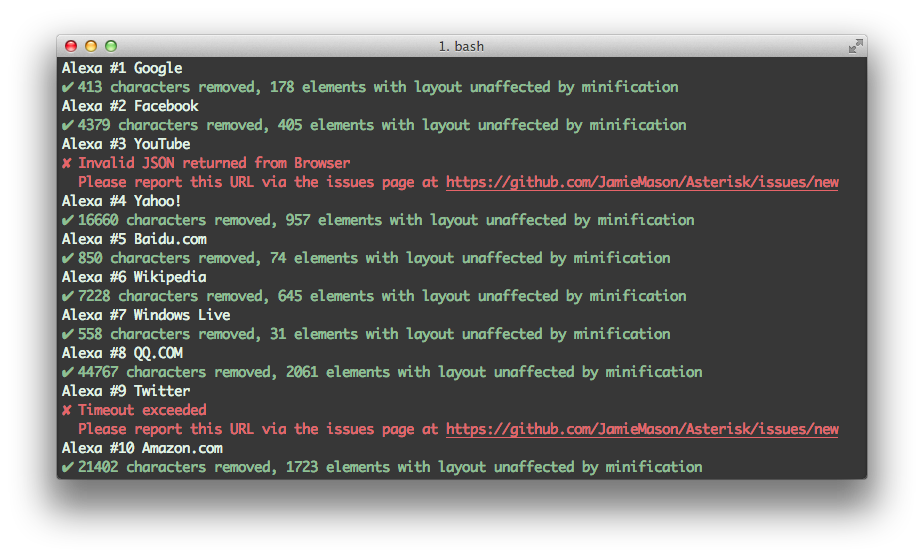 1. bash
Alexa #1 Google
✔ 413 characters removed, 178 elements with layout unaffected by minification
Alexa #2 Facebook
✔ 4379 characters removed, 405 elements with layout unaffected by minification
Alexa #3 YouTube
✘ Invalid JSON returned from Browser
Please report this URL via the issues page at https://github.com/JamieMason/Asterisk/issues/new
Alexa #4 Yahoo!
✔ 16660 characters removed, 957 elements with layout unaffected by minification
Alexa #5 Baidu.com
✔ 850 characters removed, 74 elements with layout unaffected by minification
Alexa #6 Wikipedia
✔ 7228 characters removed, 645 elements with layout unaffected by minification
Alexa #7 Windows Live
✔ 558 characters removed, 31 elements with layout unaffected by minification
Alexa #8 QQ.COM
✔ 44767 characters removed, 2061 elements with layout unaffected by minification
Alexa #9 Twitter
✘ Timeout exceeded
Please report this URL via the issues page at https://github.com/JamieMason/Asterisk/issues/new
Alexa #10 Amazon.com
✔ 21402 characters removed, 1723 elements with layout unaffected by minification